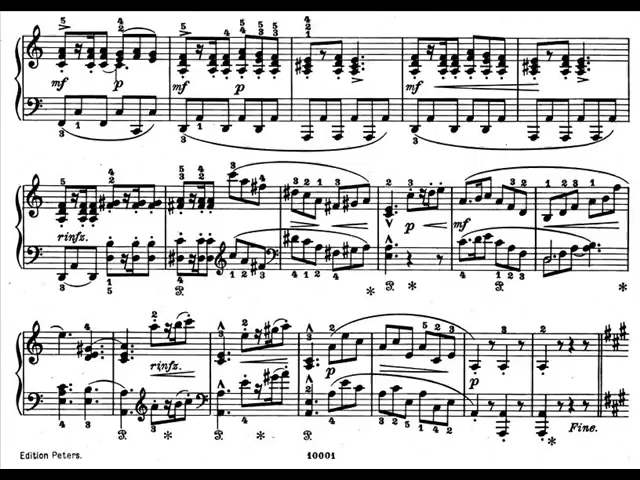 mf p mf p mf
rinfz. p mf
rinfz. p p Fine.
Edition Peters. 10001